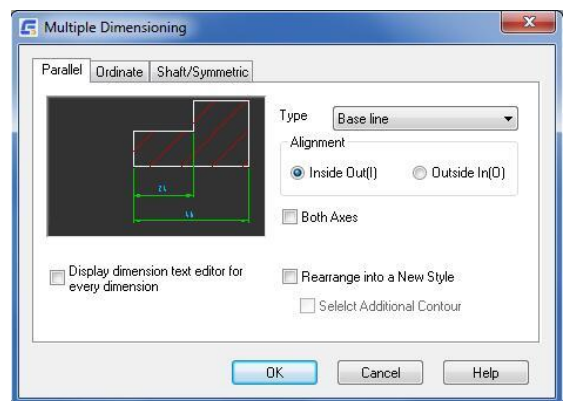 Multiple Dimensioning
Parallel
Ordinate
Shaft/Symmetric
Type
Base line
Alignment
Inside Out(I)
Outside In(O)
Both Axes
Display dimension text editor for
every dimension
Rearrange into a New Style
Selelct Additional Contour
OK
Cancel
Help